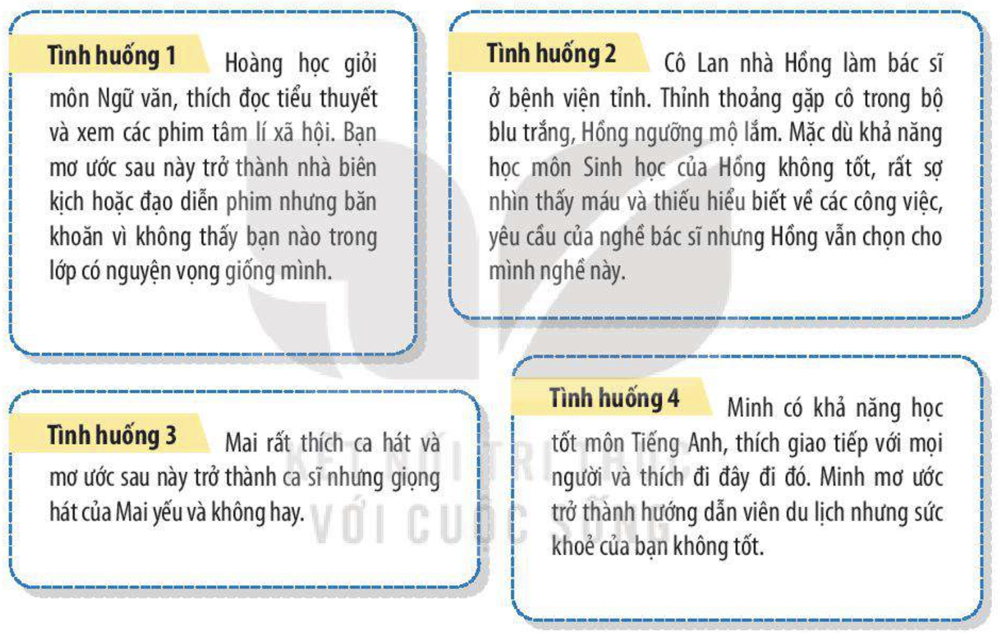 Tình huống 1 Hoàng học giỏi
môn Ngữ văn, thích đọc tiểu thuyết
và xem các phim tâm lí xã hội. Bạn
mơ ước sau này trở thành nhà biên
kịch hoặc đạo diễn phim nhưng băn
khoăn vì không thấy bạn nào trong
lớp có nguyện vọng giống mình.
Tình huống 2 Cô Lan nhà Hồng làm bác sĩ
ở bệnh viện tỉnh. Thỉnh thoảng gặp cô trong bộ
blu trắng, Hồng ngưỡng mộ lắm. Mặc dù khả năng
học môn Sinh học của Hồng không tốt, rất sợ
nhìn thấy máu và thiếu hiểu biết về các công việc,
yêu cầu của nghề bác sĩ nhưng Hồng vẫn chọn cho
mình nghề này.
Tình huống 3 Mai rất thích ca hát và
mơ ước sau này trở thành ca sĩ nhưng giọng
hát của Mai yếu và không hay.
Tình huống 4 Minh có khả năng học
tốt môn Tiếng Anh, thích giao tiếp với mọi
người và thích đi đây đi đó. Minh mơ ước
trở thành hướng dẫn viên du lịch nhưng sức
khoẻ của bạn không tốt.
KẾT NỐI TRI THỨC
VỚI CUỘC SỐNG